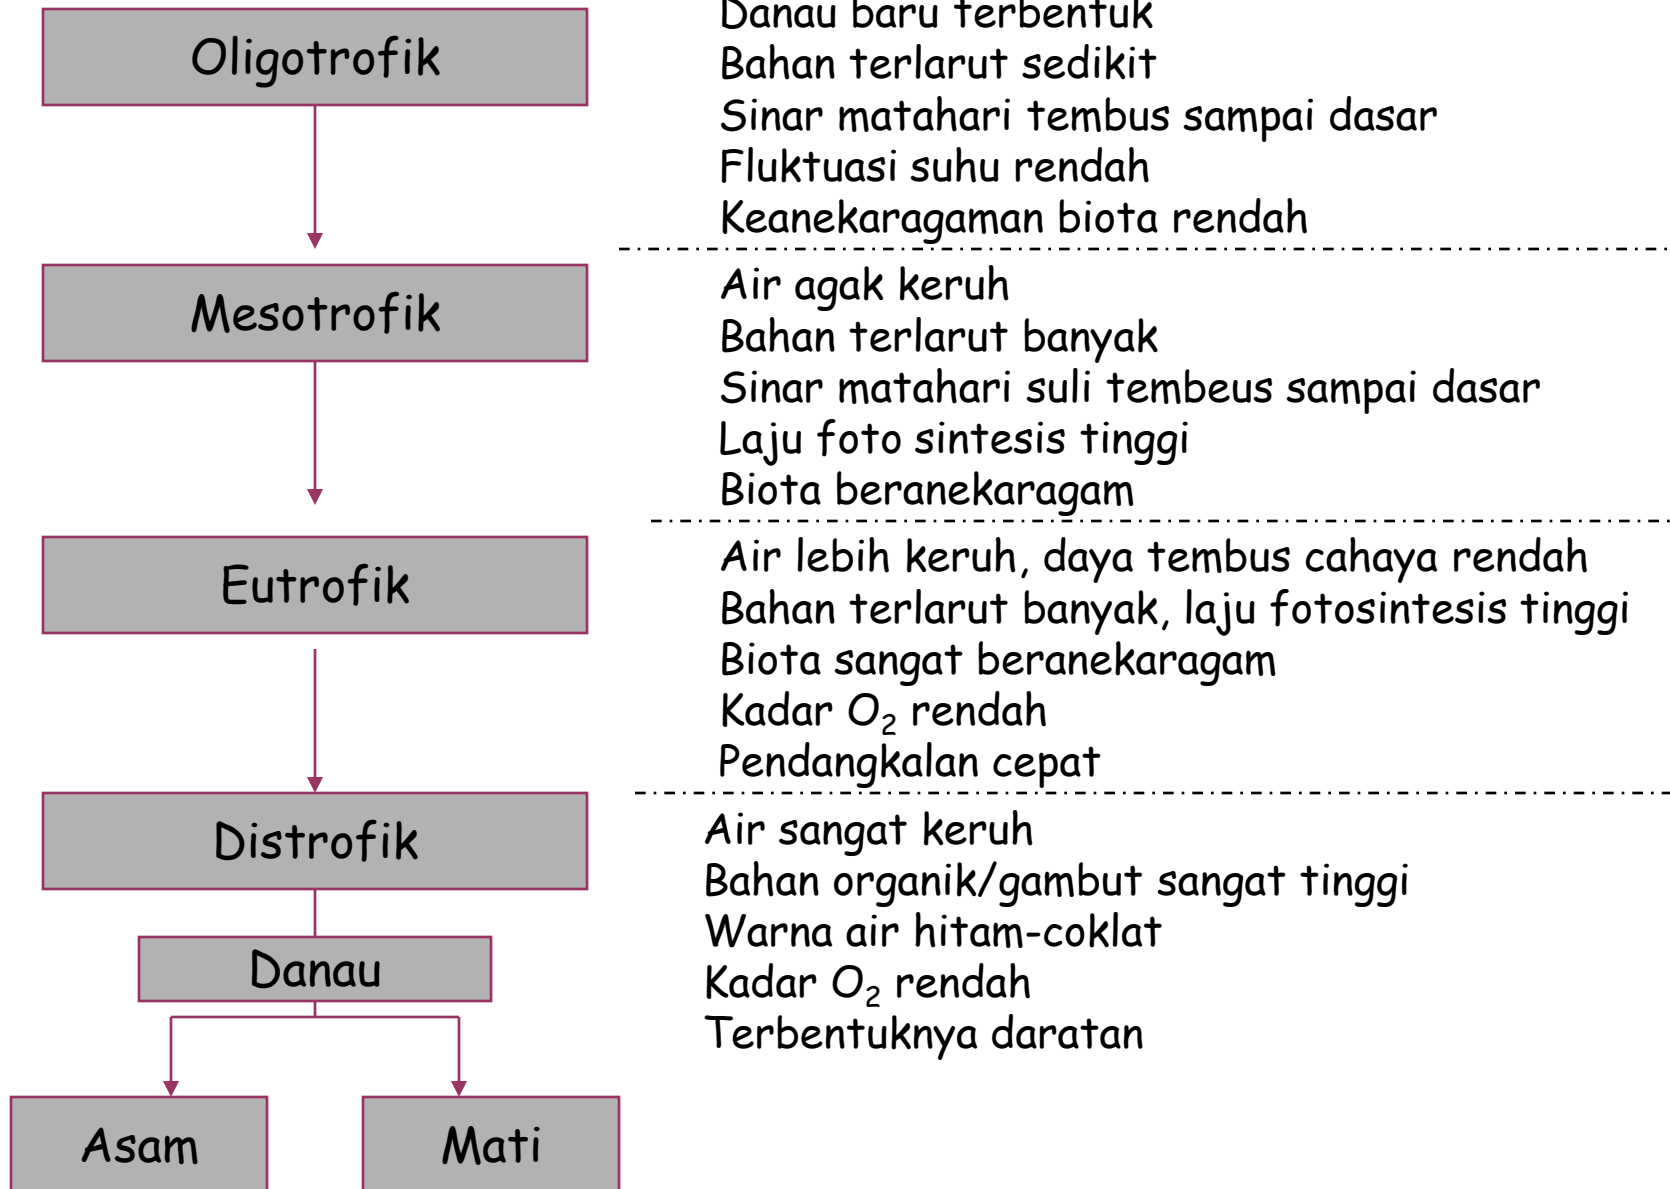 Oligotrofik
Danau baru terbentuk
Bahan terlarut sedikit
Sinar matahari tembus sampai dasar
Fluktuasi suhu rendah
Keanekaragaman biota rendah
Mesotrofik
Air agak keruh
Bahan terlarut banyak
Sinar matahari suli tembeus sampai dasar
Laju foto sintesis tinggi
Biota beranekaragam
Eutrofik
Air lebih keruh, daya tembus cahaya rendah
Bahan terlarut banyak, laju fotosintesis tinggi
Biota sangat beranekaragam
Kadar O₂ rendah
Pendangkalan cepat
Distrofik
Air sangat keruh
Bahan organik/gambut sangat tinggi
Warna air hitam-coklat
Kadar O₂ rendah
Terbentuknya daratan
Danau
Asam
Mati